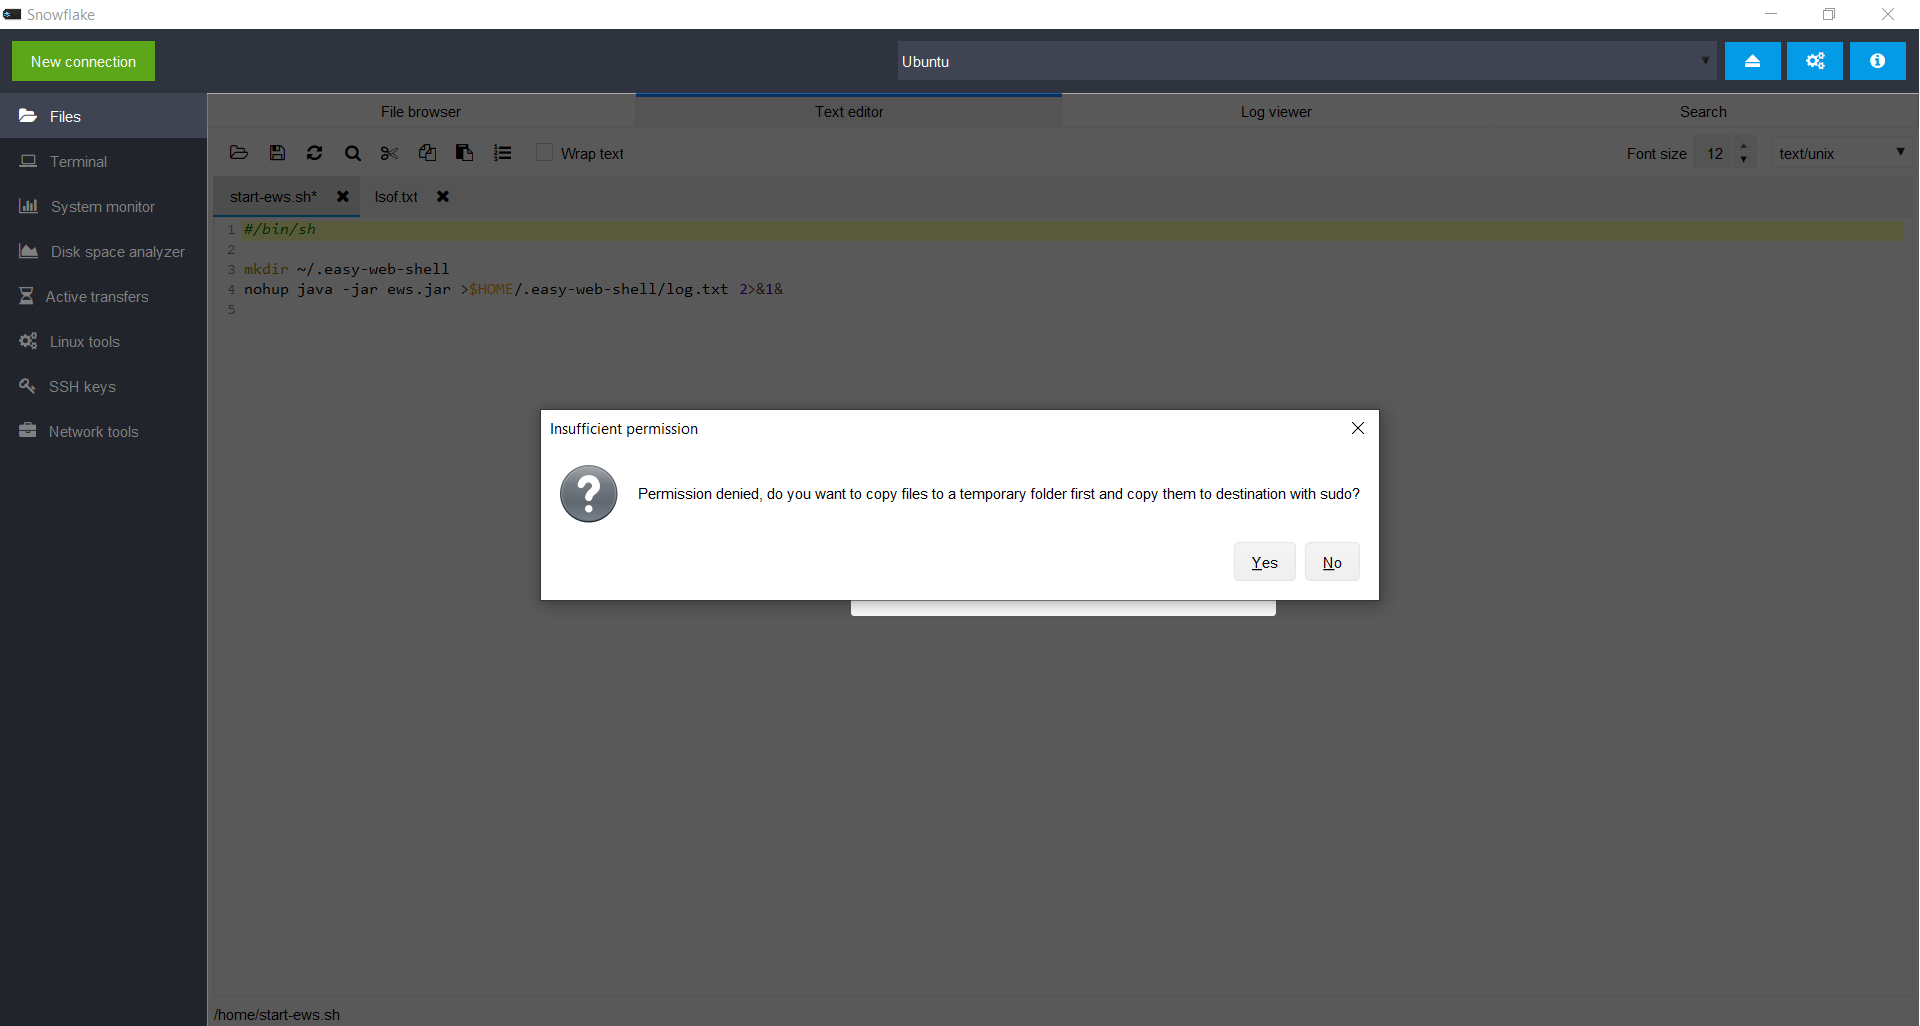 Snowflake
New connection
Ubuntu
Files
Terminal
System monitor
Disk space analyzer
Active transfers
Linux tools
SSH keys
Network tools
File browser
Text editor
Log viewer
Search
Wrap text
Font size 12
text/unix
start-ews.sh*
lsof.txt
1 #/bin/sh
2
3 mkdir ~/.easy-web-shell
4 nohup java -jar ews.jar >$HOME/.easy-web-shell/log.txt 2>&1&
5
Insufficient permission
Permission denied, do you want to copy files to a temporary folder first and copy them to destination with sudo?
Yes
No
/home/start-ews.sh